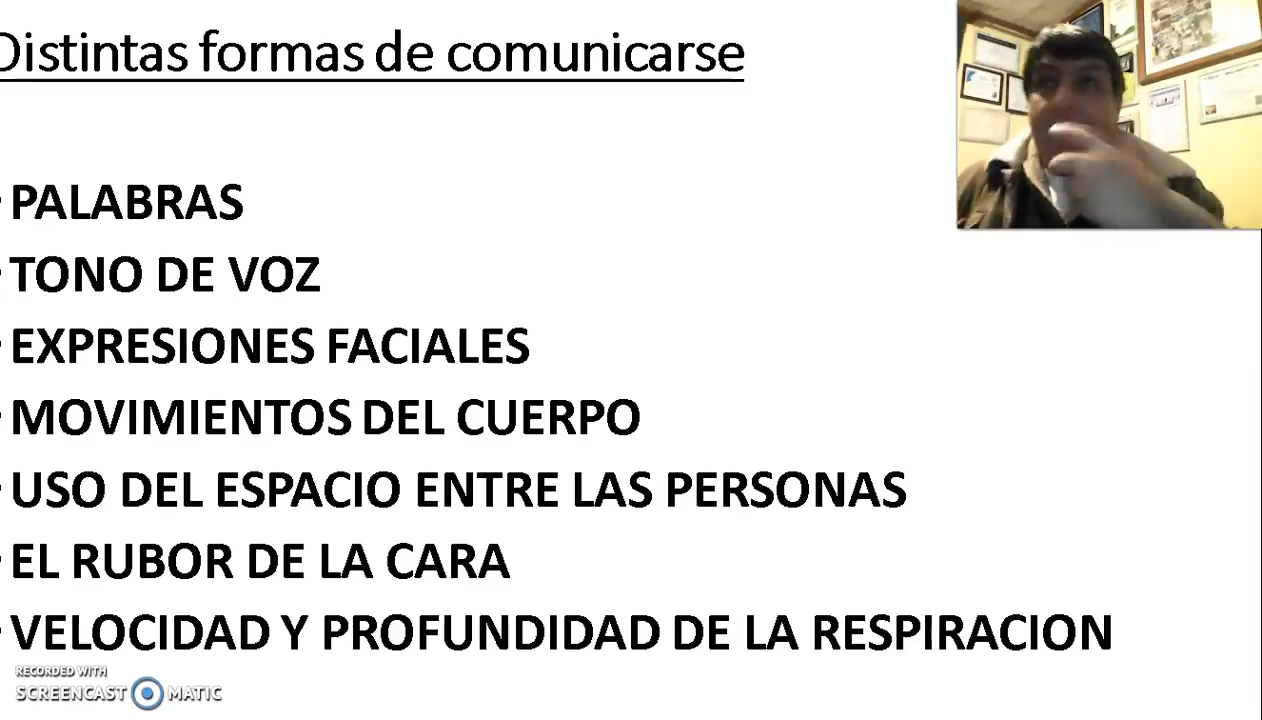 Distintas formas de comunicarse
PALABRAS
TONO DE VOZ
EXPRESIONES FACIALES
MOVIMIENTOS DEL CUERPO
USO DEL ESPACIO ENTRE LAS PERSONAS
EL RUBOR DE LA CARA
VELOCIDAD Y PROFUNDIDAD DE LA RESPIRACION
RECORDED WITH
SCREENCAST MATIC